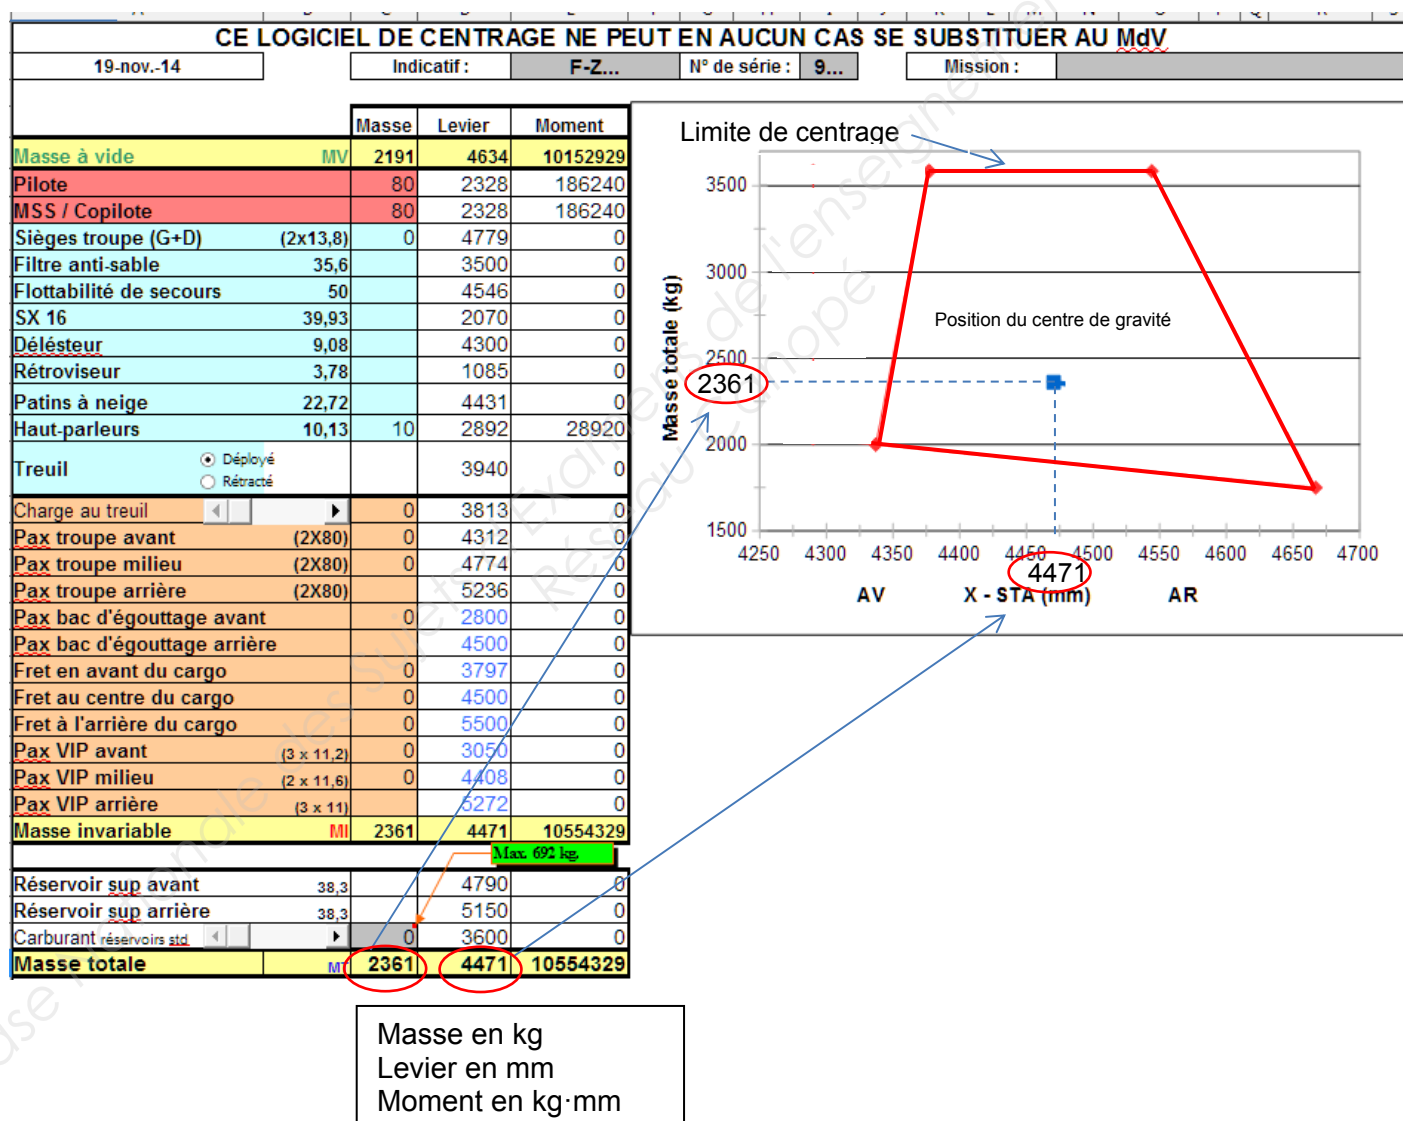 CE LOGICIEL DE CENTRAGE NE PEUT EN AUCUN CAS SE SUBSTITUER AU MdV
19-nov.-14 Indicatif : F-Z... N° de série : 9... Mission :
Masse Levier Moment
Masse à vide MV 2191 4634 10152929
Pilote 80 2328 186240
MSS / Copilote 80 2328 186240
Sièges troupe (G+D) (2x13,8) 0 4779 0
Filtre anti-sable 35,6 3500 0
Flottabilité de secours 50 4546 0
SX 16 39,93 2070 0
Délésteur 9,08 4300 0
Rétroviseur 3,78 1085 0
Patins à neige 22,72 4431 0
Haut-parleurs 10,13 10 2892 28920
Treuil Déployé Rétracté 3940 0
Charge au treuil 0 3813 0
Pax troupe avant (2X80) 0 4312 0
Pax troupe milieu (2X80) 0 4774 0
Pax troupe arrière (2X80) 5236 0
Pax bac d'égouttage avant 0 2800 0
Pax bac d'égouttage arrière 4500 0
Fret en avant du cargo 0 3797 0
Fret au centre du cargo 0 4500 0
Fret à l'arrière du cargo 0 5500 0
Pax VIP avant (3 x 11,2) 0 3050 0
Pax VIP milieu (2 x 11,6) 0 4408 0
Pax VIP arrière (3 x 11) 5272 0
Masse invariable MI 2361 4471 10554329
Max. 692 kg.
Réservoir sup avant 38,3 4790 0
Réservoir sup arrière 38,3 5150 0
Carburant réservoirs std 0 3600 0
Masse totale MT 2361 4471 10554329
Masse en kg
Levier en mm
Moment en kg·mm
Limite de centrage
Masse totale (kg)
3500
3000
Position du centre de gravité
2500
2361
2000
1500
4250 4300 4350 4400 4450 4500 4550 4600 4650 4700
4471
AV X - STA (mm) AR